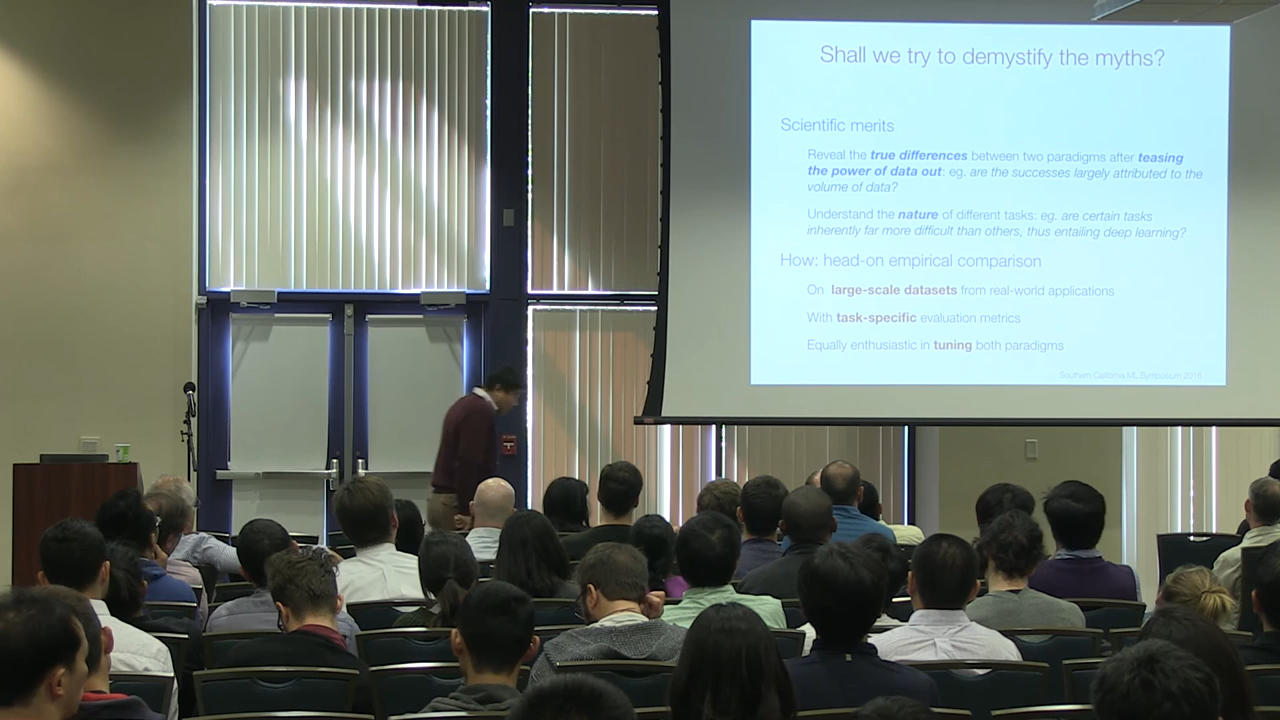 Shall we try to demystify the myths?
Scientific merits
Reveal the true differences between two paradigms after teasing
the power of data out: eg. are the successes largely attributed to the
volume of data?
Understand the nature of different tasks: eg. are certain tasks
inherently far more difficult than others, thus entailing deep learning?
How: head-on empirical comparison
On large-scale datasets from real-world applications
With task-specific evaluation metrics
Equally enthusiastic in tuning both paradigms
Southern California ML Symposium 2016